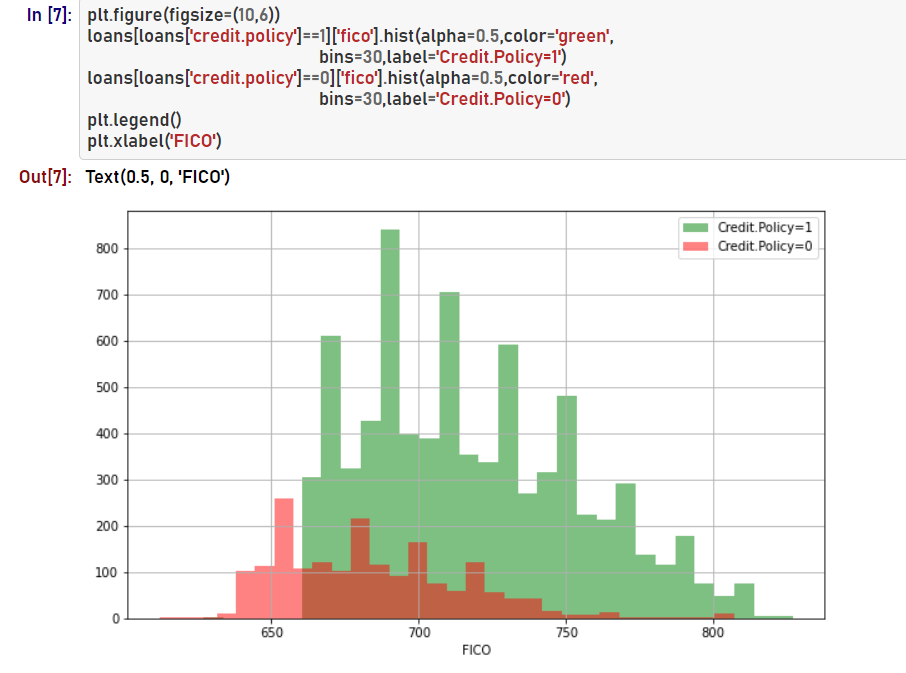 In [7]: plt.figure(figsize=(10,6))
loans[loans['credit.policy']==1]['fico'].hist(alpha=0.5,color='green',
bins=30,label='Credit.Policy=1')
loans[loans['credit.policy']==0]['fico'].hist(alpha=0.5,color='red',
bins=30,label='Credit.Policy=0')
plt.legend()
plt.xlabel('FICO')
Out[7]: Text(0.5, 0, 'FICO')
Credit.Policy=1
Credit.Policy=0
800
700
600
500
400
300
200
100
0
650 700 750 800
FICO